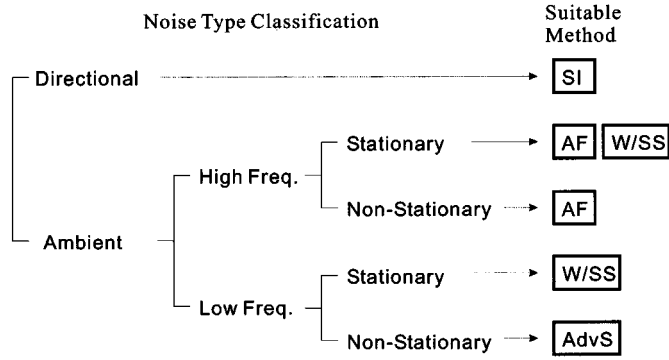 Noise Type Classification
Suitable
Method
Directional
SI
Stationary
AF
W/SS
High Freq.
Non-Stationary
AF
Ambient
Stationary
W/SS
Low Freq.
Non-Stationary
AdvS